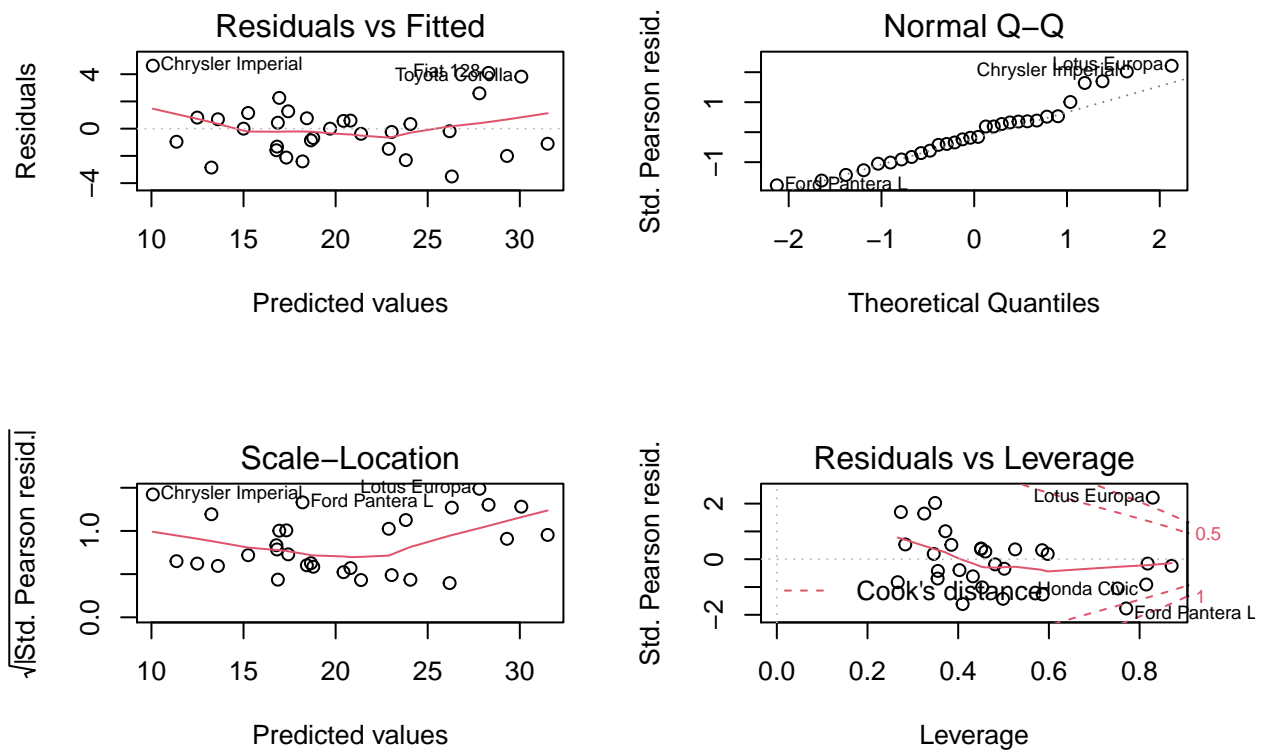 Residuals vs Fitted
Residuals
4
0
−4
Chrysler Imperial
Fiat 128
Toyota Corolla
10 15 20 25 30
Predicted values
Normal Q−Q
Std. Pearson resid.
1
−1
Lotus Europa
Chrysler Imperial
Ford Pantera L
−2 −1 0 1 2
Theoretical Quantiles
Scale−Location
√|Std. Pearson resid.|
1.0
0.0
Chrysler Imperial
Lotus Europa
Ford Pantera L
10 15 20 25 30
Predicted values
Residuals vs Leverage
Std. Pearson resid.
2
0
−2
Lotus Europa
0.5
Cook's distance
Honda Civic
1
Ford Pantera L
0.0 0.2 0.4 0.6 0.8
Leverage